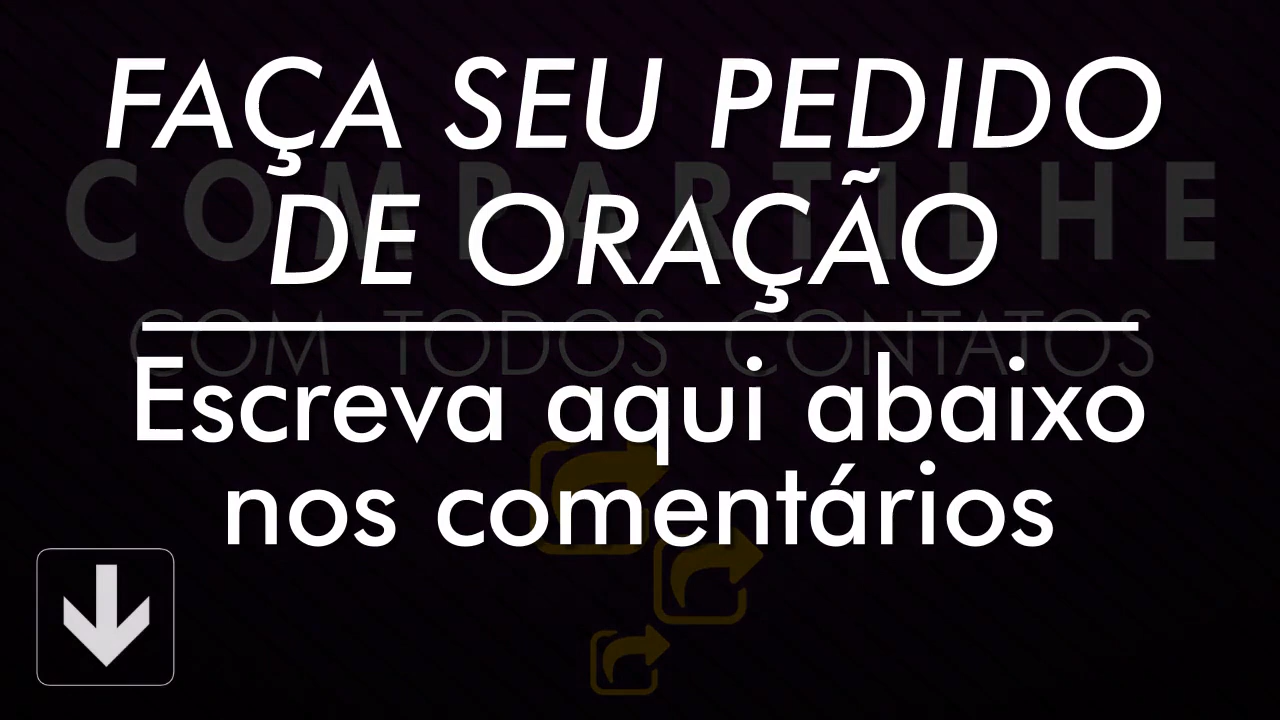 FAÇA SEU PEDIDO
COMPARTILHE
DE ORAÇÃO
COM TODOS CONTATOS
Escreva aqui abaixo
nos comentários